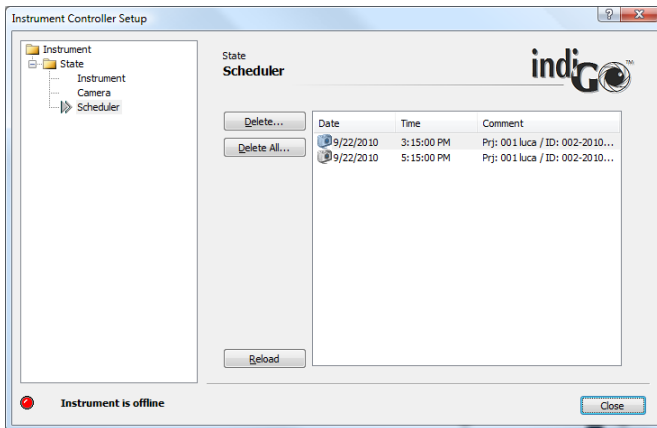 Instrument Controller Setup
Instrument
State
Instrument
Camera
Scheduler
State
Scheduler
indiGo™
Delete...
Delete All...
Date Time Comment
9/22/2010 3:15:00 PM Prj: 001 luca / ID: 002-2010...
9/22/2010 5:15:00 PM Prj: 001 luca / ID: 002-2010...
Reload
Instrument is offline
Close